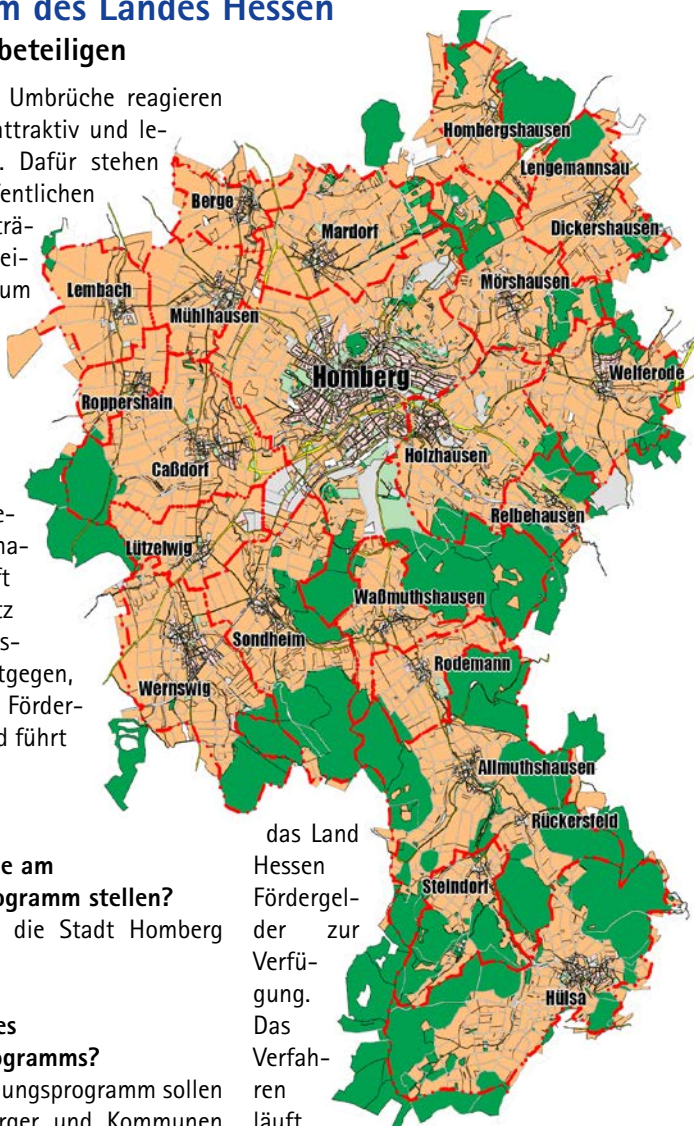 m des Landes Hessen
beteiligen
Umbrüche reagieren
attraktiv und le-
. Dafür stehen
fentlichen
trä-
ei-
um
e-
na-
ft
tz
s-
tgegen,
Förder-
d führt
e am
ogramm stellen?
die Stadt Homberg
es
ogramms?
ungsprogramm sollen
rger und Kommunen
das Land
Hessen
Fördergel-
der zur
Verfü-
gung.
Das
Verfah-
ren
läuft
Hombergshausen
Lengemannsau
Berge
Mardorf
Dickershausen
Lembach
Mühlhausen
Mörshausen
Homberg
Welferode
Roppershain
Caßdorf
Holzhausen
Relbehausen
Lützelwig
Waßmuthshausen
Sondheim
Rodemann
Wernswig
Allmuthshausen
Rückersfeld
Steindorf
Hülsa